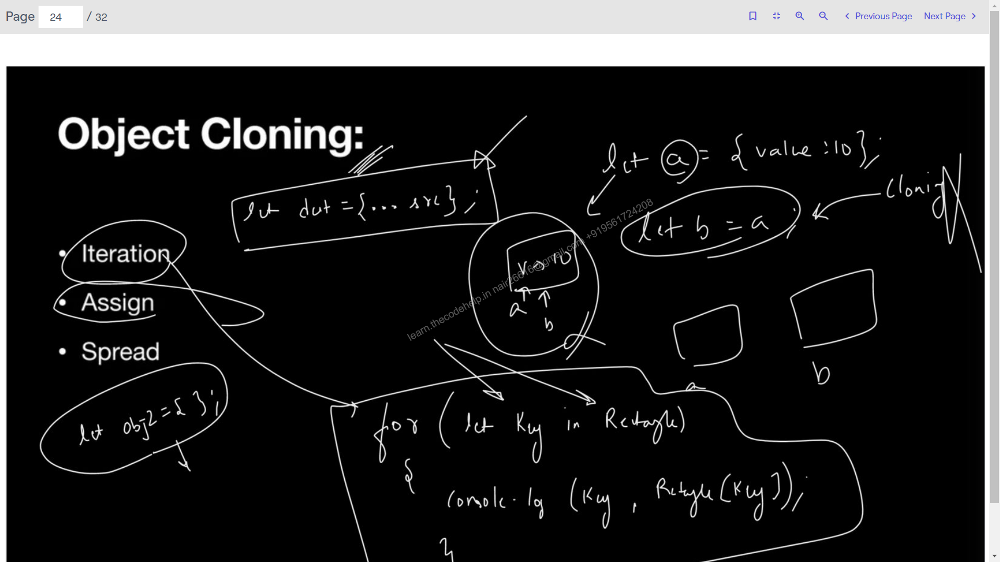 Page 24 / 32 Previous Page Next Page
Object Cloning:
let a = { value : 10 };
Cloning
let dest = {... src} ;
let b = a ;
• Iteration
v → 10
a
b
• Assign
learn.thecodehelp.in nair26616@gmail.com +919561724208
• Spread
a
b
let obj2 = { };
for ( let Key in Rectangle)
{
console.log (Key , Rectangle[Key]);
}